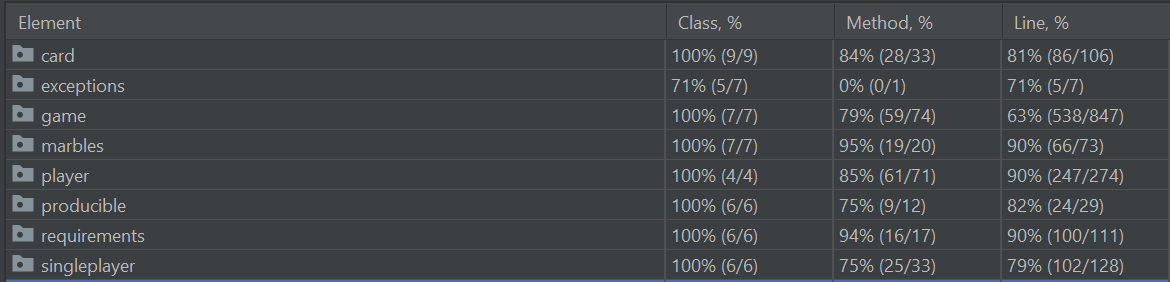 Element Class, % Method, % Line, %
card 100% (9/9) 84% (28/33) 81% (86/106)
exceptions 71% (5/7) 0% (0/1) 71% (5/7)
game 100% (7/7) 79% (59/74) 63% (538/847)
marbles 100% (7/7) 95% (19/20) 90% (66/73)
player 100% (4/4) 85% (61/71) 90% (247/274)
producible 100% (6/6) 75% (9/12) 82% (24/29)
requirements 100% (6/6) 94% (16/17) 90% (100/111)
singleplayer 100% (6/6) 75% (25/33) 79% (102/128)